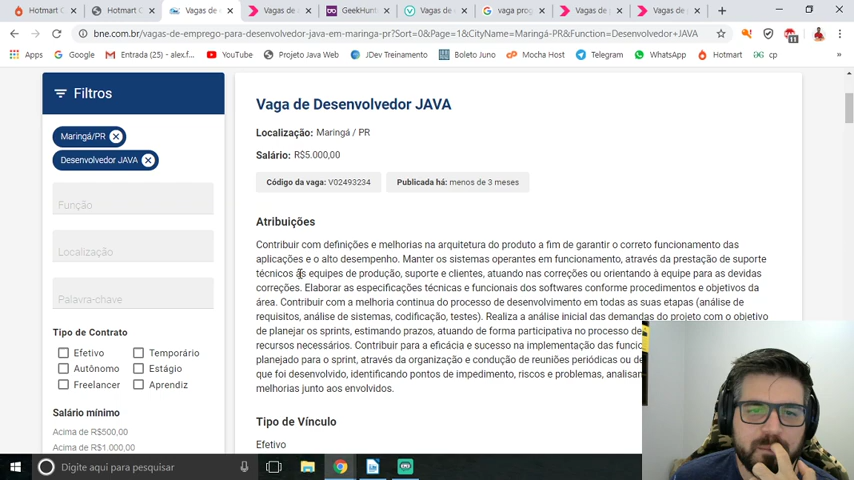 Hotmart C
Hotmart C
Vagas de
Vagas de
GeekHunt
Vagas de
vaga prog
Vagas de
Vagas de
bne.com.br/vagas-de-emprego-para-desenvolvedor-java-em-maringa-pr?Sort=0&Page=1&CityName=Maringá-PR&Function=Desenvolvedor+JAVA
Apps Google Entrada (11) - alex.f... YouTube Projeto Java Web JDev Treinamento Boleto Juno Mocha Host Telegram WhatsApp Hotmart cp
Filtros
Maringá/PR
Desenvolvedor JAVA
Função
Localização
Palavra-chave
Tipo de Contrato
Efetivo Temporário
Autônomo Estágio
Freelancer Aprendiz
Salário mínimo
Acima de R$500,00
Acima de R$1.000,00
Vaga de Desenvolvedor JAVA
Localização: Maringá / PR
Salário: R$5.000,00
Código da vaga: V02493234 Publicada há: menos de 3 meses
Atribuições
Contribuir com definições e melhorias na arquitetura do produto a fim de garantir o correto funcionamento das
aplicações e o alto desempenho. Manter os sistemas operantes em funcionamento, através da prestação de suporte
técnicos às equipes de produção, suporte e clientes, atuando nas correções ou orientando à equipe para as devidas
correções. Elaborar as especificações técnicas e funcionais dos softwares conforme procedimentos e objetivos da
área. Contribuir com a melhoria continua do processo de desenvolvimento em todas as suas etapas (análise de
requisitos, análise de sistemas, codificação, testes). Realiza a análise inicial das demandas do projeto com o objetivo
de planejar os sprints, estimando prazos, atuando de forma participativa no processo de
recursos necessários. Contribuir para a eficácia e sucesso na implementação das funci
planejado para o sprint, através da organização e condução de reuniões periódicas ou de
que foi desenvolvido, identificando pontos de impedimento, riscos e problemas, analisan
melhorias junto aos envolvidos.
Tipo de Vínculo
Efetivo
Digite aqui para pesquisar